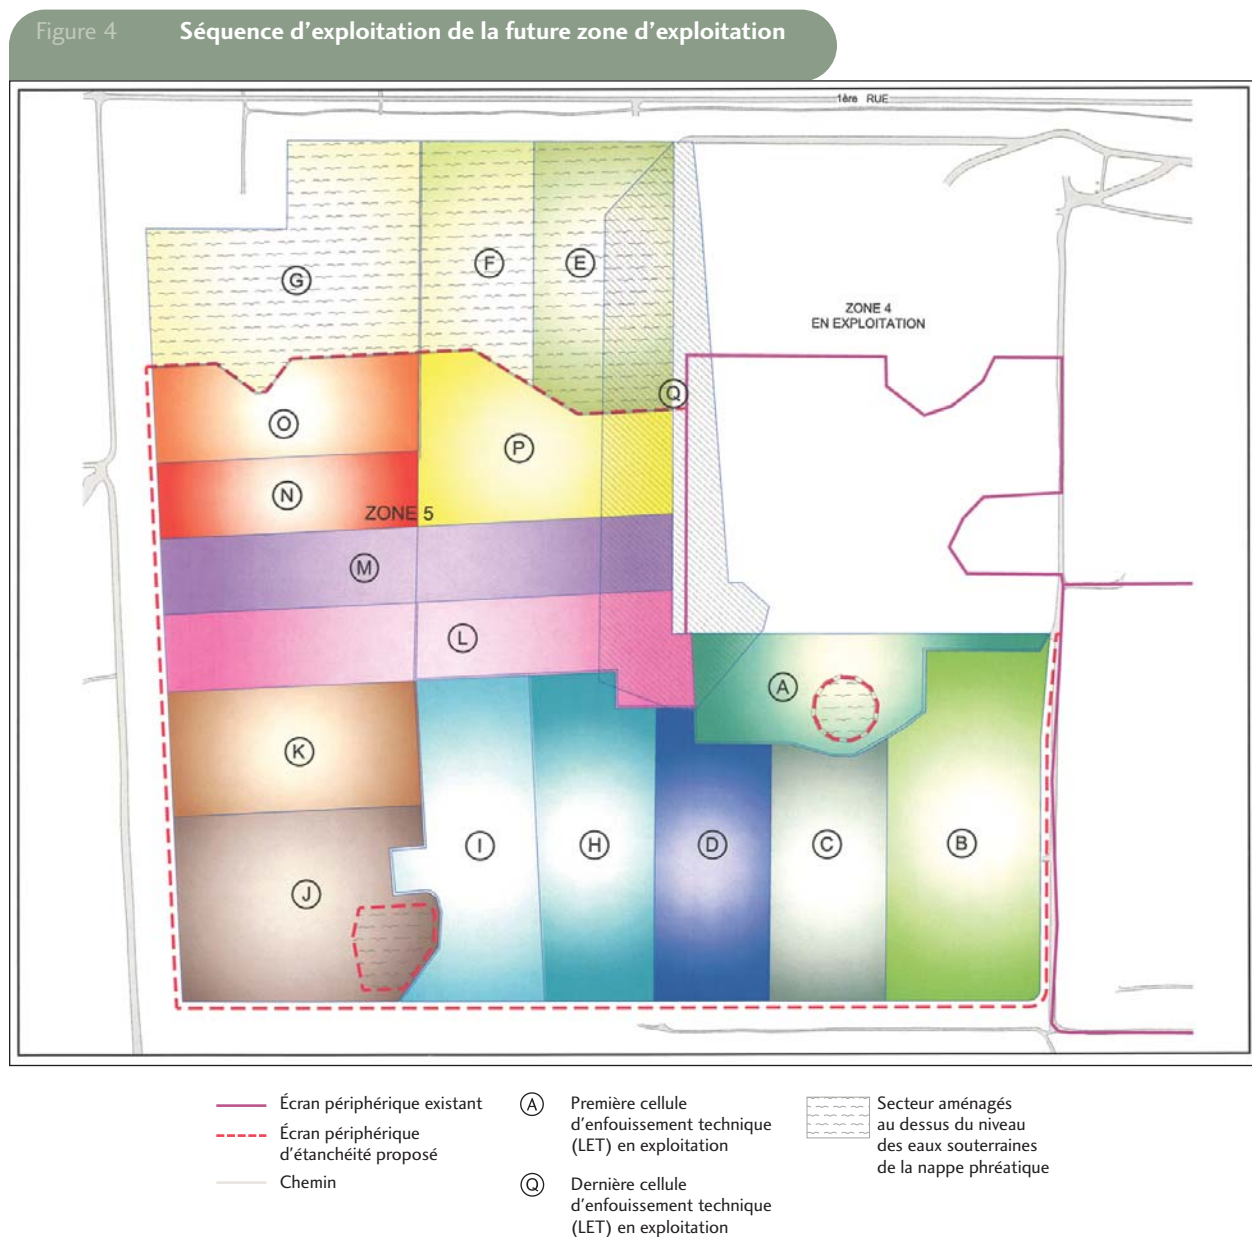 Figure 4 Séquence d'exploitation de la future zone d'exploitation
1ère RUE
G
F
E
ZONE 4
EN EXPLOITATION
Q
O
P
N
ZONE 5
M
L
A
K
I
H
D
C
B
J
Écran périphérique existant
Écran périphérique
d'étanchéité proposé
Chemin
A
Première cellule
d'enfouissement technique
(LET) en exploitation
Q
Dernière cellule
d'enfouissement technique
(LET) en exploitation
Secteur aménagés
au dessus du niveau
des eaux souterraines
de la nappe phréatique